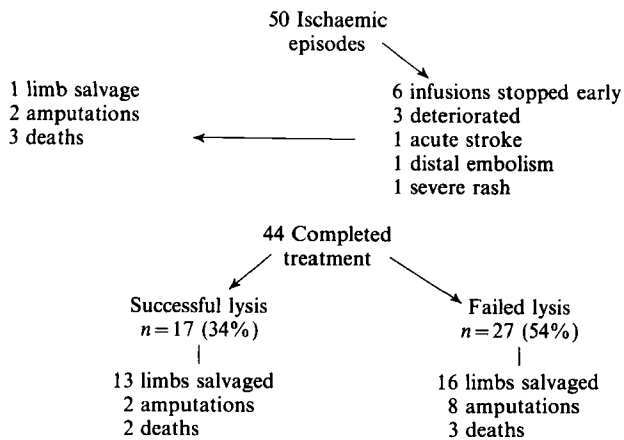 50 Ischaemic
episodes
6 infusions stopped early
3 deteriorated
1 acute stroke
1 distal embolism
1 severe rash
1 limb salvage
2 amputations
3 deaths
44 Completed
treatment
Successful lysis
n=17 (34%)
13 limbs salvaged
2 amputations
2 deaths
Failed lysis
n=27 (54%)
16 limbs salvaged
8 amputations
3 deaths